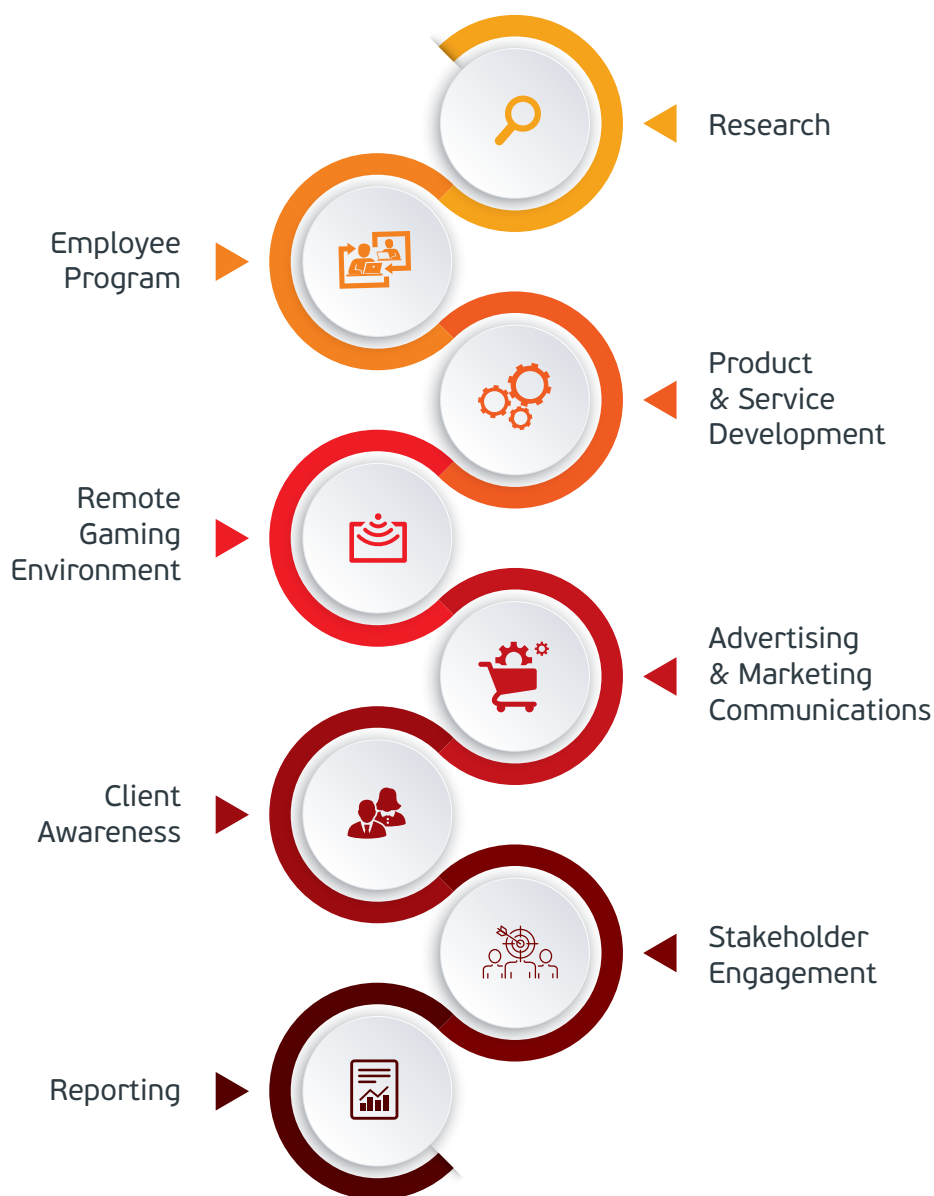 Research
Employee
Program
Product
& Service
Development
Remote
Gaming
Environment
Advertising
& Marketing
Communications
Client
Awareness
Stakeholder
Engagement
Reporting